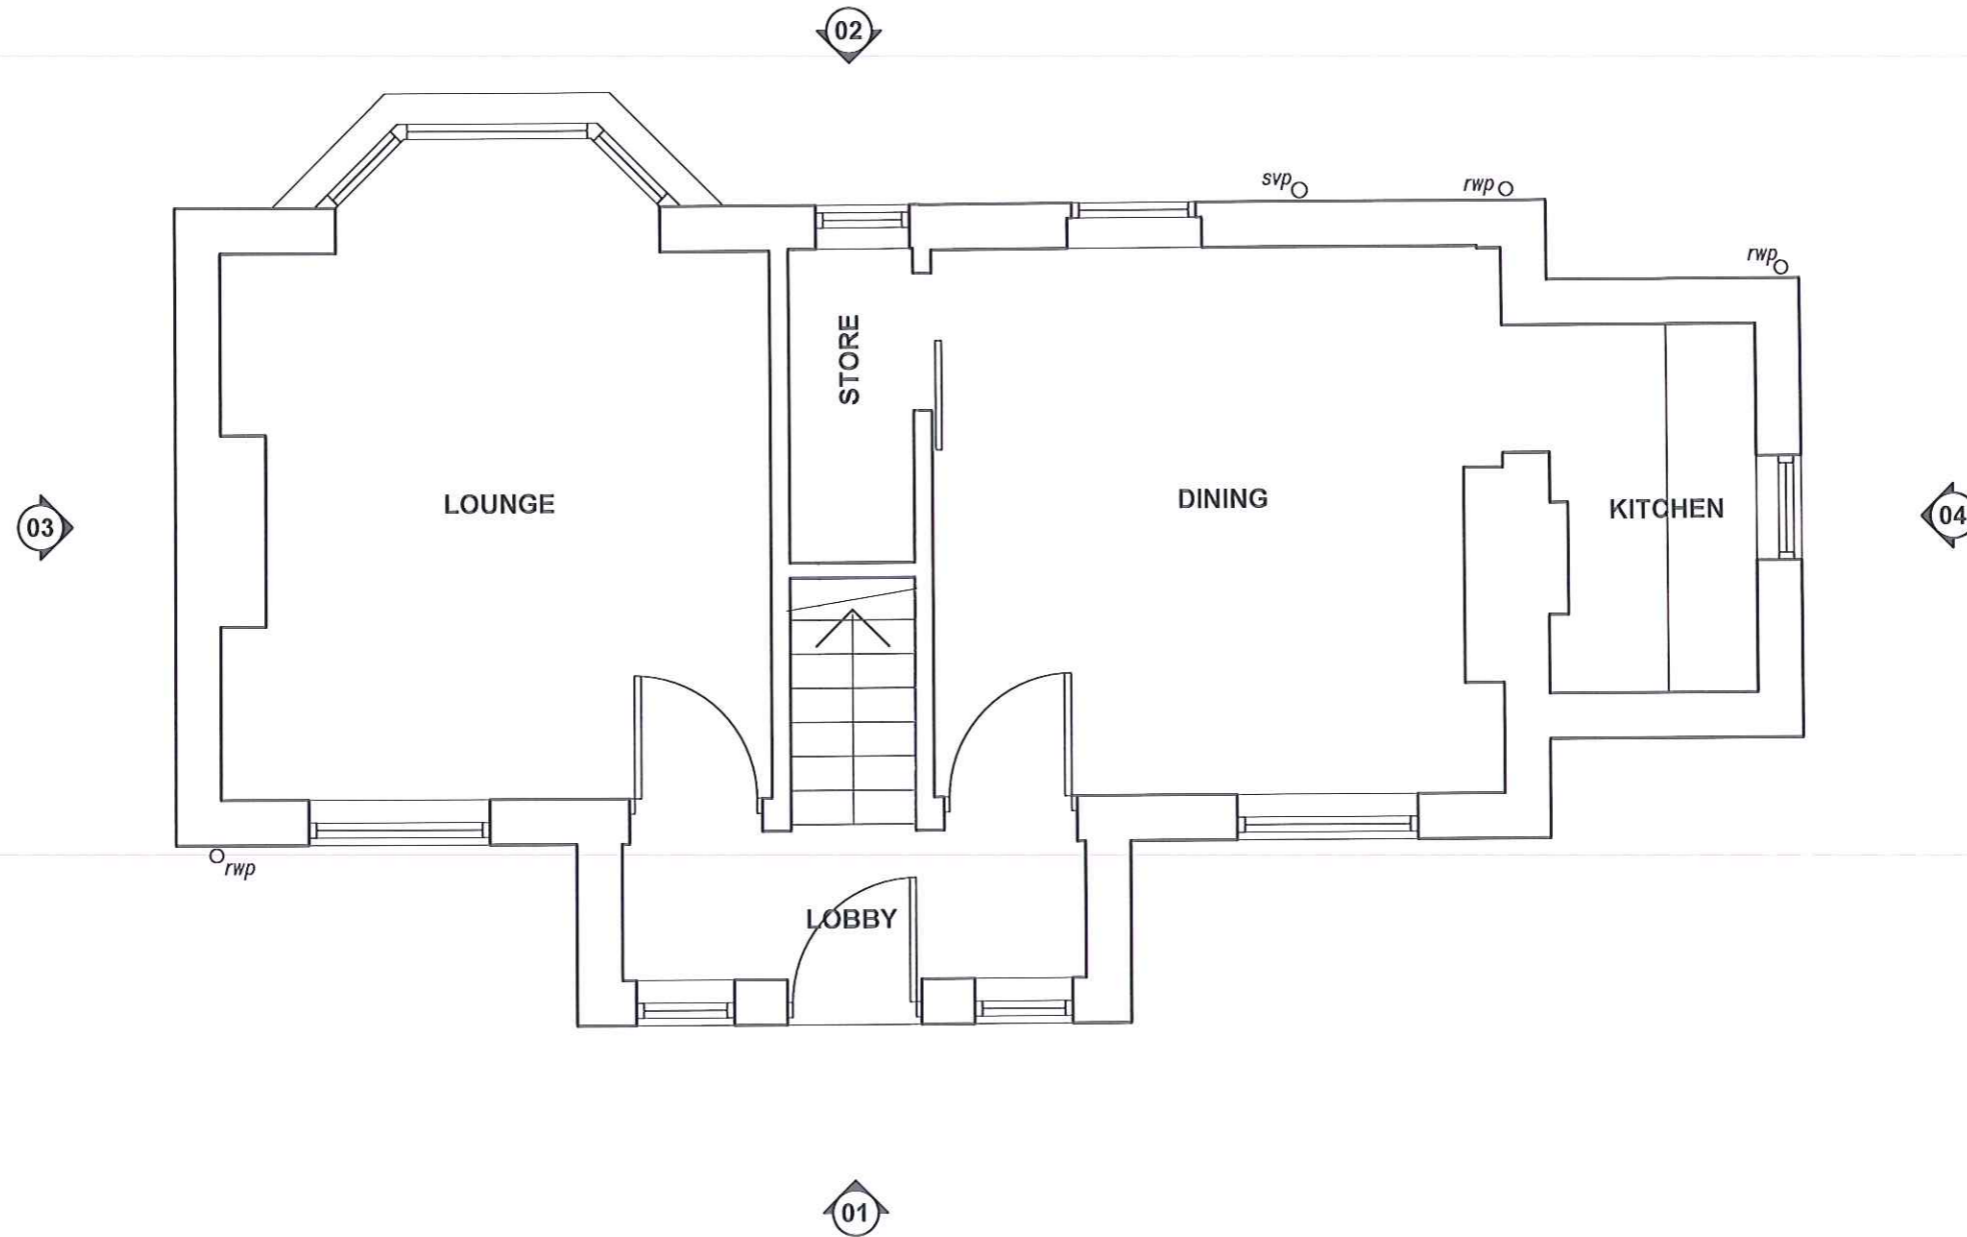 02
svp
rwp
rwp
STORE
LOUNGE
DINING
KITCHEN
03
04
rwp
LOBBY
01